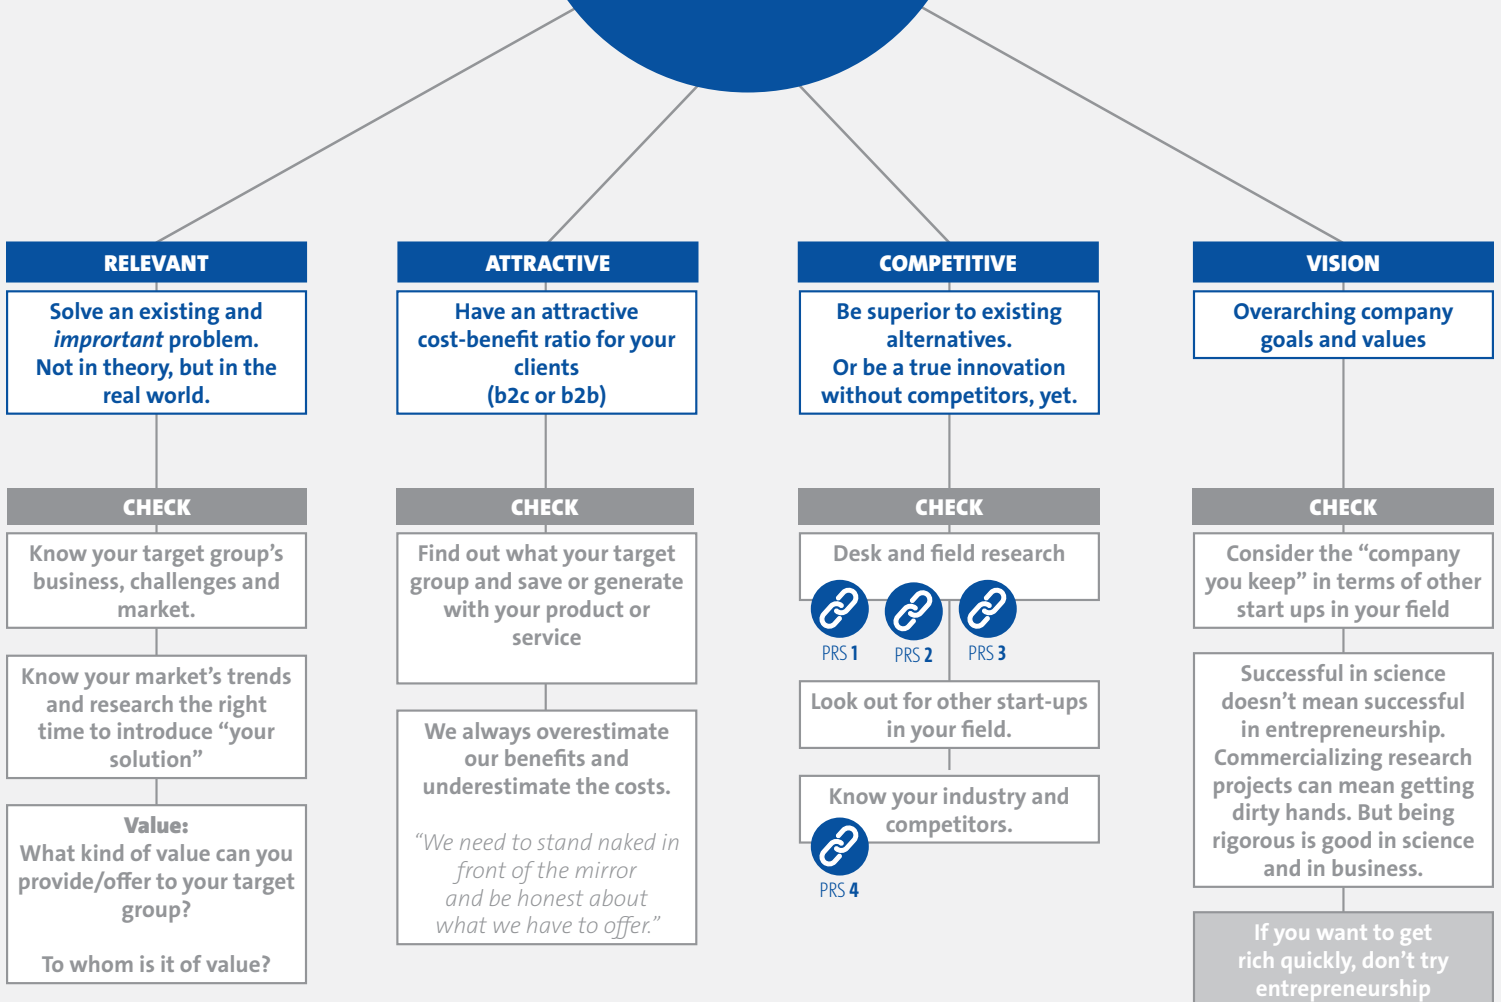 RELEVANT
Solve an existing and
imprortant problem.
Not in theory, but in the
real world.
CHECK
Know your target group’s
business, challenges and
market.
Know your market’s trends
and research the right
time to introduce “your
solution”
Value:
What kind of value can you
provide/offer to your target
group?
To whom is it of value?
ATTRACTIVE
Have an attractive
cost-benefit ratio for your
clients
(b2c or b2b)
CHECK
Find out what your target
group and save or generate
with your product or
service
We always overestimate
our benefits and
underestimate the costs.
“We need to stand naked in
front of the mirror
and be honest about
what we have to offer.”
COMPETITIVE
Be superior to existing
alternatives.
Or be a true innovation
without competitors, yet.
CHECK
Desk and field research
PRS 1
PRS 2
PRS 3
Look out for other start-ups
in your field.
Know your industry and
competitors.
PRS 4
VISION
Overarching company
goals and values
CHECK
Consider the “company
you keep” in terms of other
start ups in your field
Successful in science
doesn’t mean successful
in entrepreneurship.
Commercializing research
projects can mean getting
dirty hands. But being
rigorous is good in science
and in business.
If you want to get
rich quickly, don’t try
entrepreneurship